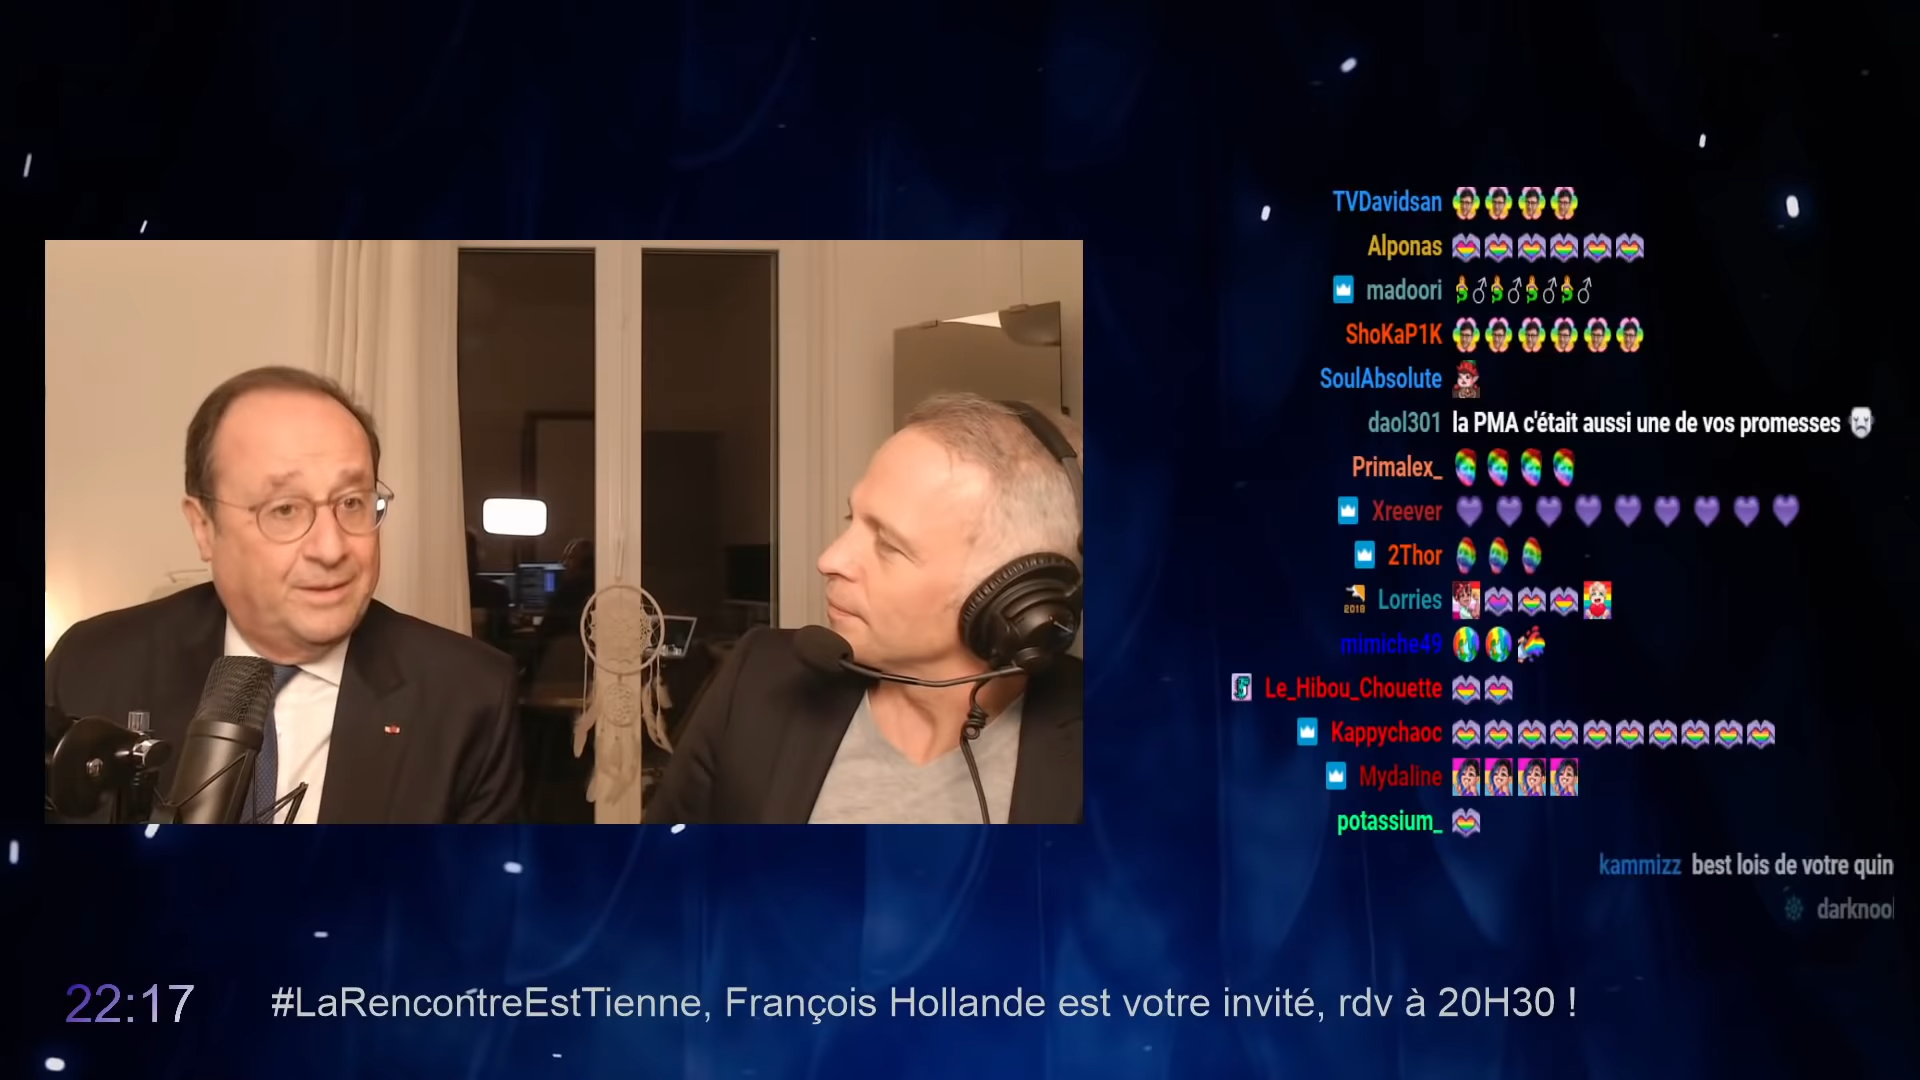 TVDavidsan
Alponas
madoori
ShoKaP1K
SoulAbsolute
daol301 la PMA c'était aussi une de vos promesses
Primalex_
Xreever
2Thor
2018 Lorries
mimiche49
Le_Hibou_Chouette
Kappychaoc
Mydaline
potassium_
kammizz best lois de votre quin
darknoo
22:17 #LaRencontreEstTienne, François Hollande est votre invité, rdv à 20H30 !